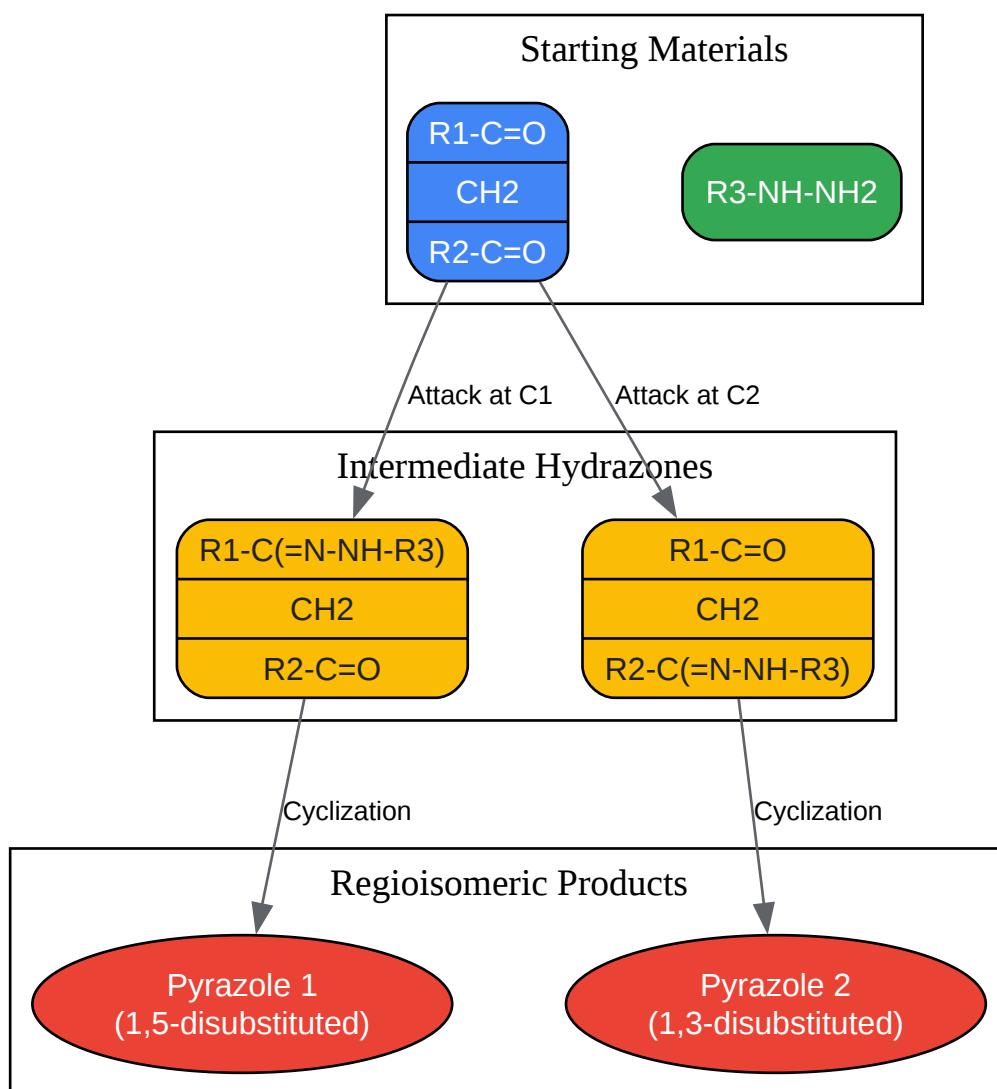 Starting Materials
R1-C=O
CH2
R2-C=O
R3-NH-NH2
Attack at C1
Attack at C2
Intermediate Hydrazones
R1-C(=N-NH-R3)
CH2
R2-C=O
R1-C=O
CH2
R2-C(=N-NH-R3)
Cyclization
Cyclization
Regioisomeric Products
Pyrazole 1
(1,5-disubstituted)
Pyrazole 2
(1,3-disubstituted)